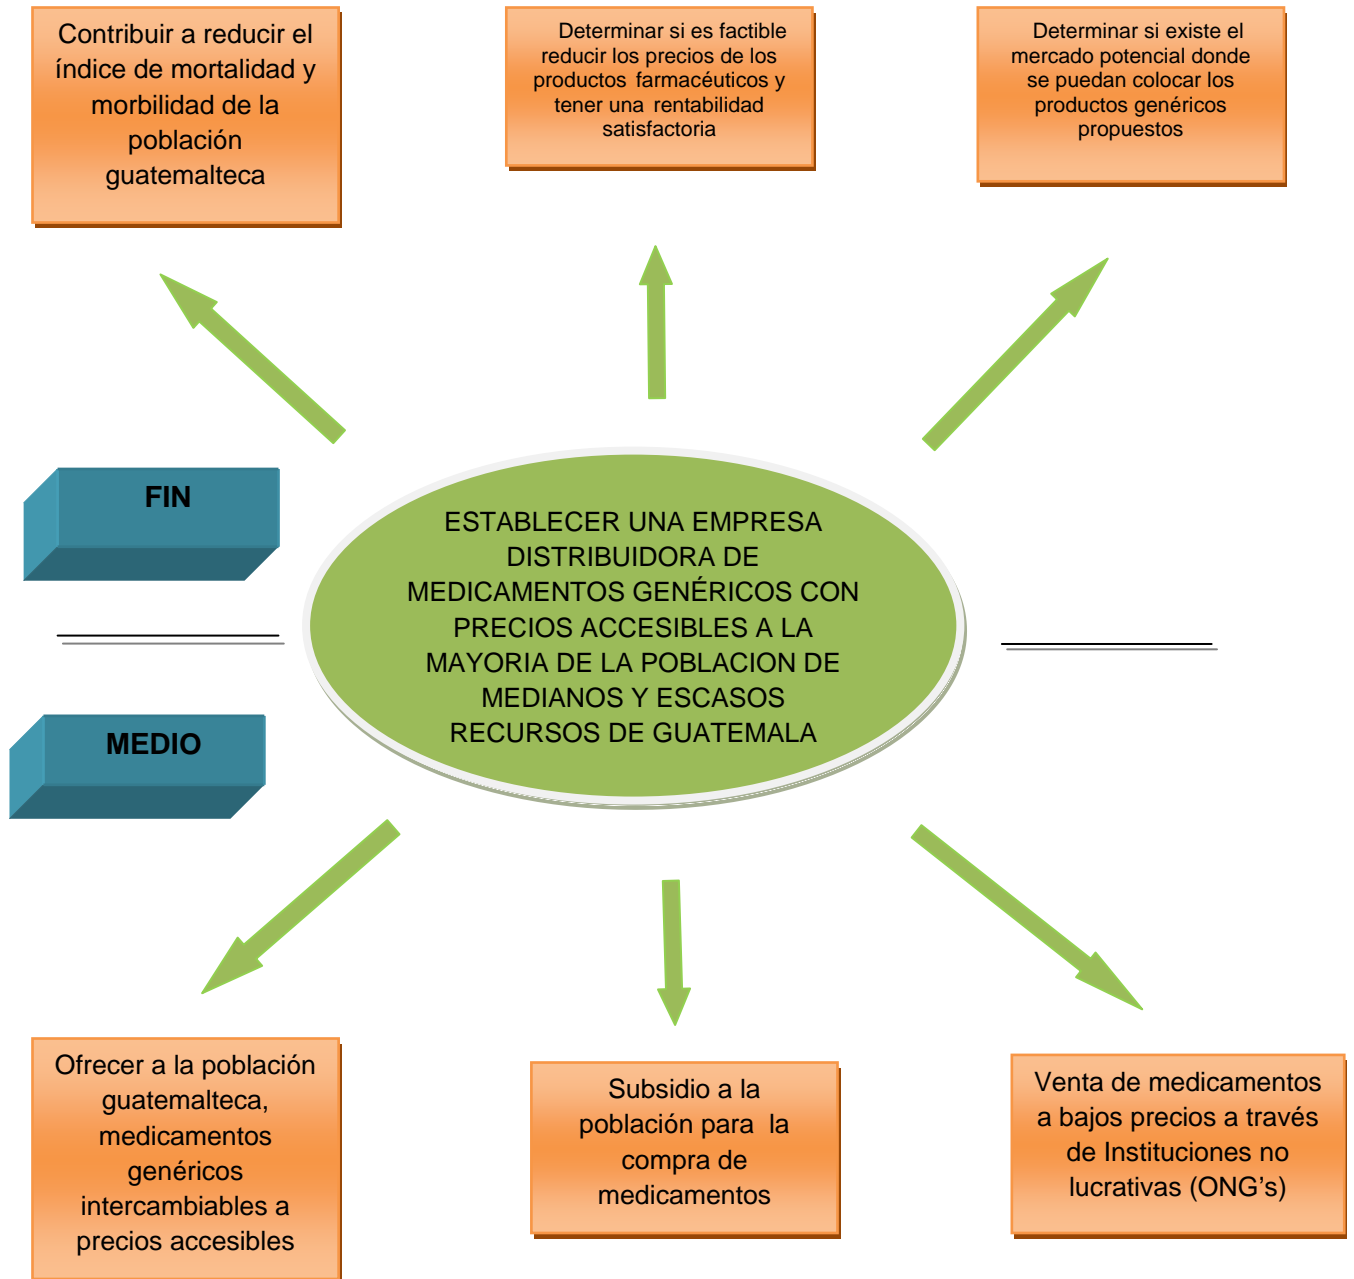 Contribuir a reducir el
índice de mortalidad y
morbilidad de la
población
guatemalteca
Determinar si es factible
reducir los precios de los
productos farmacéuticos y
tener una rentabilidad
satisfactoria
Determinar si existe el
mercado potencial donde
se puedan colocar los
productos genéricos
propuestos
FIN
ESTABLECER UNA EMPRESA
DISTRIBUIDORA DE
MEDICAMENTOS GENÉRICOS CON
PRECIOS ACCESIBLES A LA
MAYORIA DE LA POBLACION DE
MEDIANOS Y ESCASOS
RECURSOS DE GUATEMALA
MEDIO
Ofrecer a la población
guatemalteca,
medicamentos
genéricos
intercambiables a
precios accesibles
Subsidio a la
población para la
compra de
medicamentos
Venta de medicamentos
a bajos precios a través
de Instituciones no
lucrativas (ONG's)